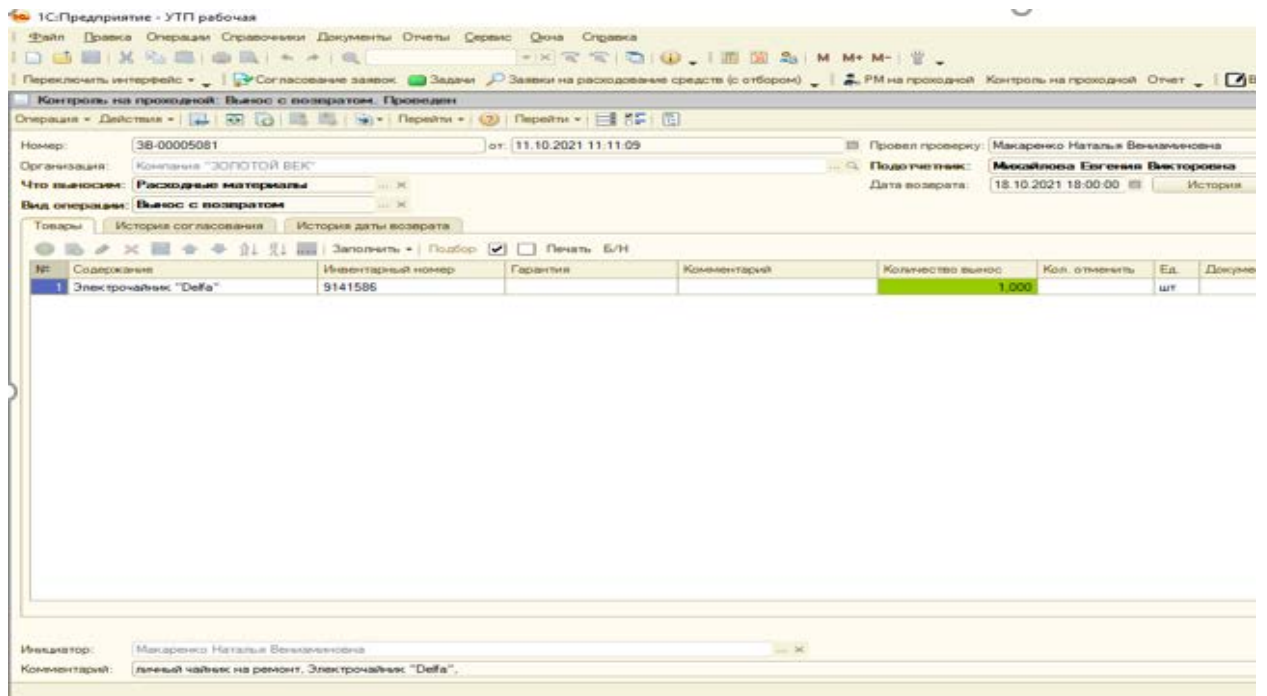 1С:Предприятие - УТП рабочая
Файл Правка Операции Справочники Документы Отчеты Сервис Окна Справка
M M+ M-
Переключить интерфейс Согласование заявок Задачи Заявки на расходование средств (с отбором) РМ на проходной Контроль на проходной Отчет
Контроль на проходной: Вынос с возвратом. Проведен
Операция Действия Перейти Перейти
Номер: ЗВ-00005081 от: 11.10.2021 11:11:09 Провел проверку: Макаренко Наталья Вениаминовна
Организация: Компания "ЗОЛОТОЙ ВЕК" Подотчетник: Михайлова Евгения Викторовна
Что выносим: Расходные материалы Дата возврата: 18.10.2021 18:00:00 История
Вид операции: Вынос с возвратом
Товары История согласования История даты возврата
Заполнить Подбор Печать Б/Н
№ Содержание Инвентарный номер Гарантия Комментарий Количество вынос Кол. отменить Ед. Докуме
1 Электрочайник "Delfa" 9141586 1,000 шт
Инициатор: Макаренко Наталья Вениаминовна
Комментарий: личный чайник на ремонт. Электрочайник "Delfa",